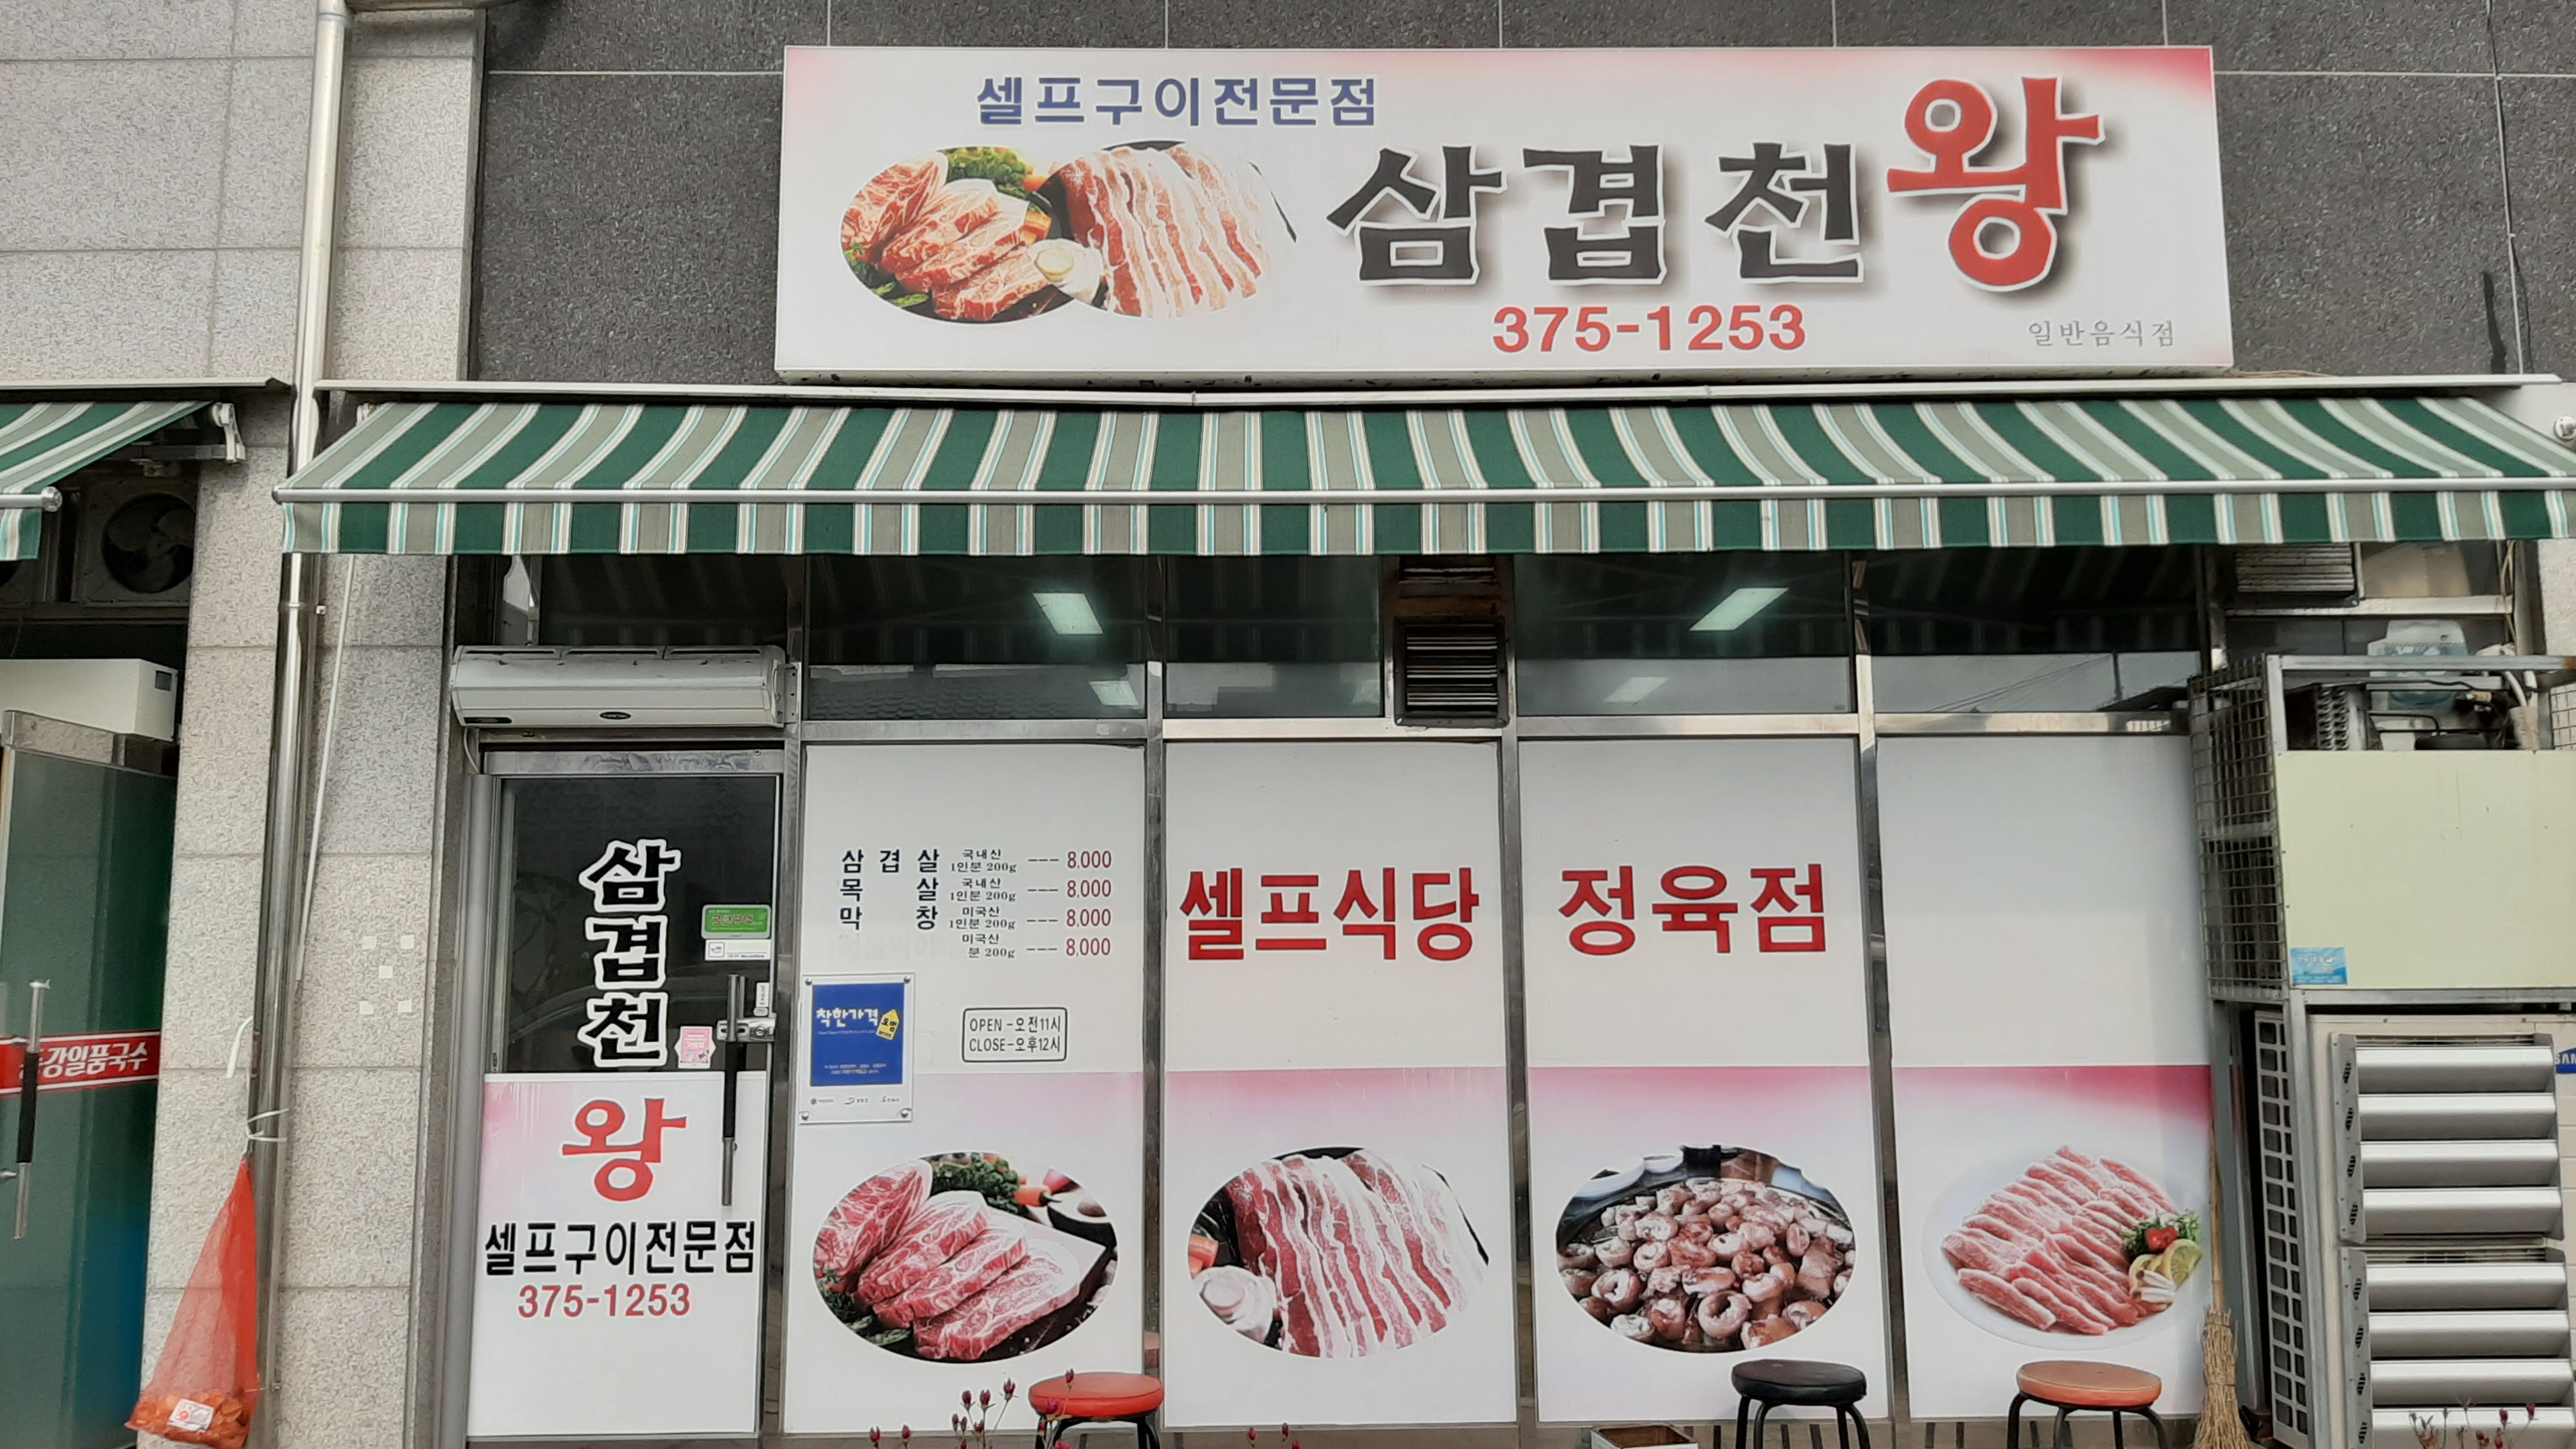 셀프구이전문점
삼겹천왕
375-1253
일반음식점
삼겹천
왕
셀프구이전문점
375-1253
삼겹살 국내산 1인분 200g --- 8,000
목살 국내산 1인분 200g --- 8,000
막창 미국산 1인분 200g --- 8,000
미국산 분 200g --- 8,000
착한가격
OPEN -오전11시
CLOSE-오후12시
셀프식당
정육점
강일품국수